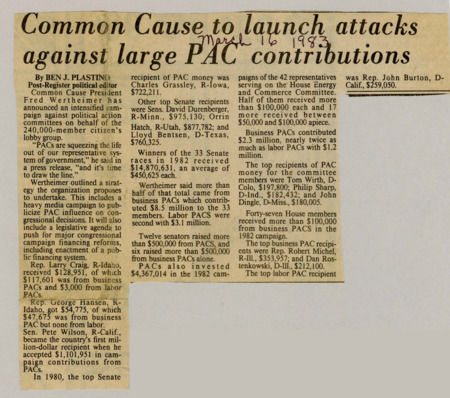 Common Cause to launch attacks
March 16 1983
against large PAC contributions
By BEN J. PLASTINO
Post-Register political editor
Common Cause President
Fred Wertheimer has
announced an intensified cam-
paign against political action
committees on behalf of the
240,000-member citizen's
lobby group.
"PACs are squeezing the life
out of our representative sys-
tem of government," he said in
a press release, "and it's time
to draw the line."
Wertheimer outlined a strat-
egy the organization proposes
to undertake. This includes a
heavy media campaign to pub-
licize PAC influence on con-
gressional decisions. It will also
include a legislative agenda to
push for major congressional
campaign financing reforms,
including enactment of a pub-
lic financing system.
Rep. Larry Craig, R-Idaho,
received $128,951, of which
$117,601 was from business
PACs and $3,000 from labor
PACs.
Rep. George Hansen, R-
Idaho, got $54,775, of which
$47,675 was from business
PAC but none from labor.
Sen. Pete Wilson, R-Calif.,
became the country's first mil-
lion-dollar recipient when he
accepted $1,101,951 in cam-
paign contributions from
PACs.
In 1980, the top Senate
recipient of PAC money was
Charles Grassley, R-Iowa,
$722,211.
Other top Senate recipients
were Sens. David Durenberger,
R-Minn., $975,130; Orrin
Hatch, R-Utah, $877,782; and
Lloyd Bentsen, D-Texas,
$760,325.
Winners of the 33 Senate
races in 1982 received
$14,870,631, an average of
$450,625 each.
Wertheimer said more than
half of that total came from
business PACs which contrib-
uted $8.5 million to the 33
members. Labor PACs were
second with $3.1 million.
Twelve senators raised more
than $500,000 from PACS, and
six raised more than $500,000
from business PACs alone.
PACs also invested
$4,367,014 in the 1982 cam-
paigns of the 42 representatives
serving on the House Energy
and Commerce Committee.
Half of them received more
than $100,000 each and 17
more received between
$50,000 and $100,000 apiece.
Business PACs contributed
$2.3 million, nearly twice as
much as labor PACs with $1.2
million.
The top recipients of PAC
money for the committee
members were Tom Wirth, D-
Colo, $197,800; Philip Sharp,
D-Ind., $182,432; and John
Dingle, D-Mins., $180,005.
Forty-seven House members
received more than $100,000
from business PACS in the
1982 campaign.
The top business PAC recipi-
ents were Rep. Robert Michel,
R-Ill., $353,957; and Dan Ros-
tenkowski, D-Ill., $212,100.
The top labor PAC recipient
was Rep. John Burton, D-
Calif., $259,050.